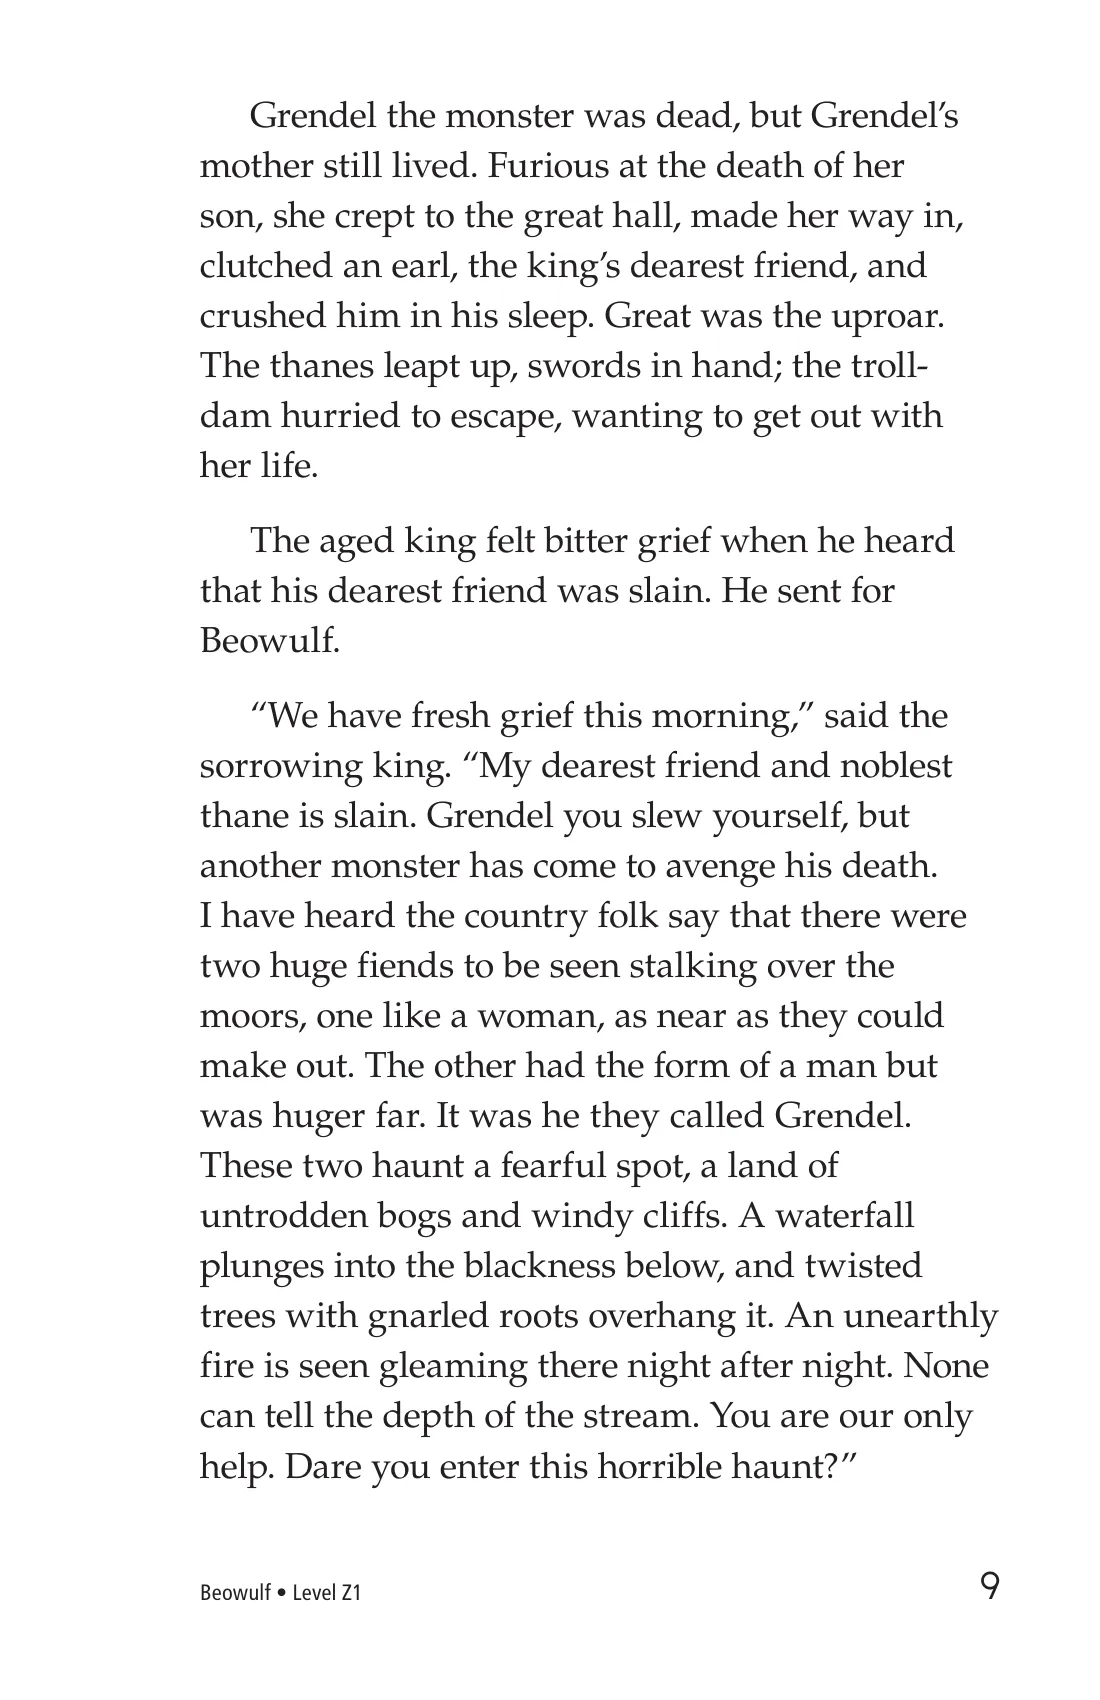 Grendel the monster was dead, but Grendel’s
mother still lived. Furious at the death of her
son, she crept to the great hall, made her way in,
clutched an earl, the king’s dearest friend, and
crushed him in his sleep. Great was the uproar.
The thanes leapt up, swords in hand; the troll-
dam hurried to escape, wanting to get out with
her life.
The aged king felt bitter grief when he heard
that his dearest friend was slain. He sent for
Beowulf.
“We have fresh grief this morning,” said the
sorrowing king. “My dearest friend and noblest
thane is slain. Grendel you slew yourself, but
another monster has come to avenge his death.
I have heard the country folk say that there were
two huge fiends to be seen stalking over the
moors, one like a woman, as near as they could
make out. The other had the form of a man but
was huger far. It was he they called Grendel.
These two haunt a fearful spot, a land of
untrodden bogs and windy cliffs. A waterfall
plunges into the blackness below, and twisted
trees with gnarled roots overhang it. An unearthly
fire is seen gleaming there night after night. None
can tell the depth of the stream. You are our only
help. Dare you enter this horrible haunt?”
Beowulf • Level Z1
9